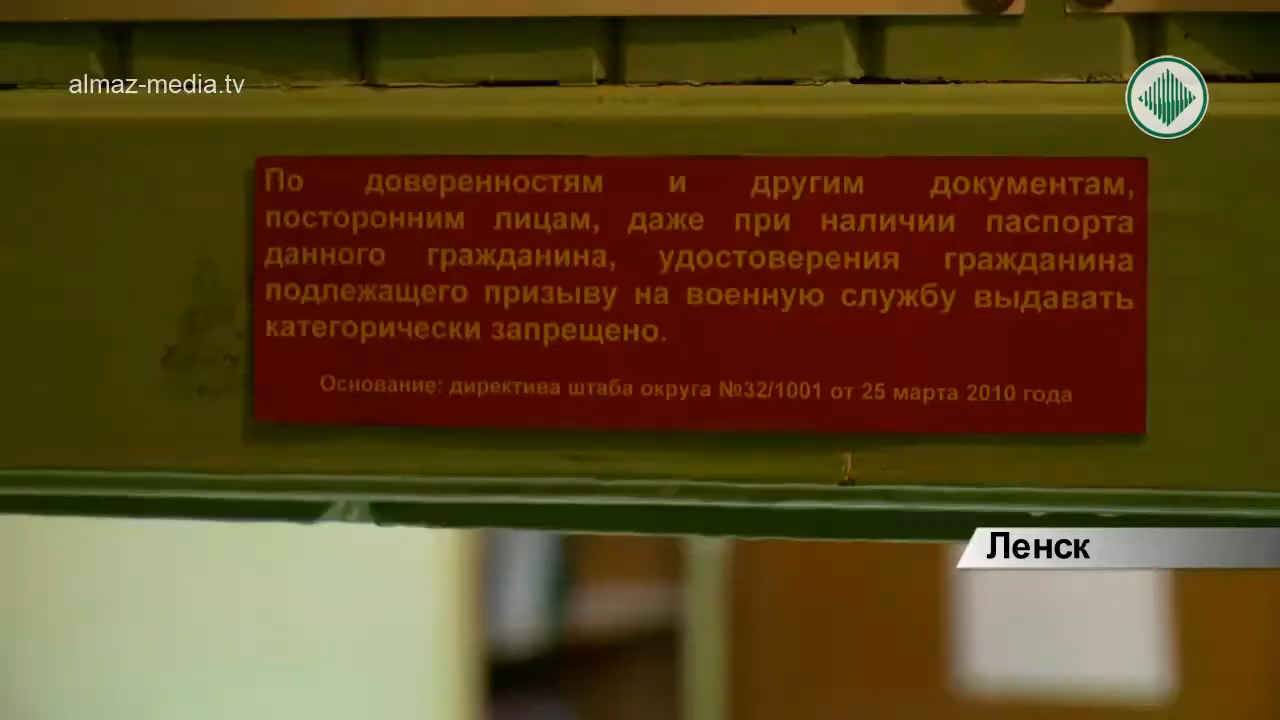 almaz-media.tv
По доверенностям и другим документам,
посторонним лицам, даже при наличии паспорта
данного гражданина, удостоверения гражданина
подлежащего призыву на военную службу выдавать
категорически запрещено.
Основание: директива штаба округа №32/1001 от 25 марта 2010 года
Ленск